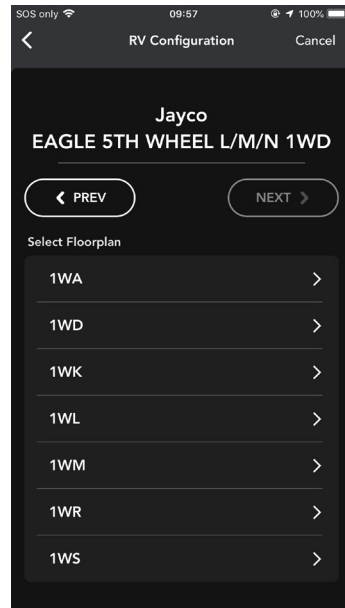 SOS only 09:57 100%
RV Configuration Cancel
Jayco
EAGLE 5TH WHEEL L/M/N 1WD
PREV NEXT
Select Floorplan
1WA
1WD
1WK
1WL
1WM
1WR
1WS